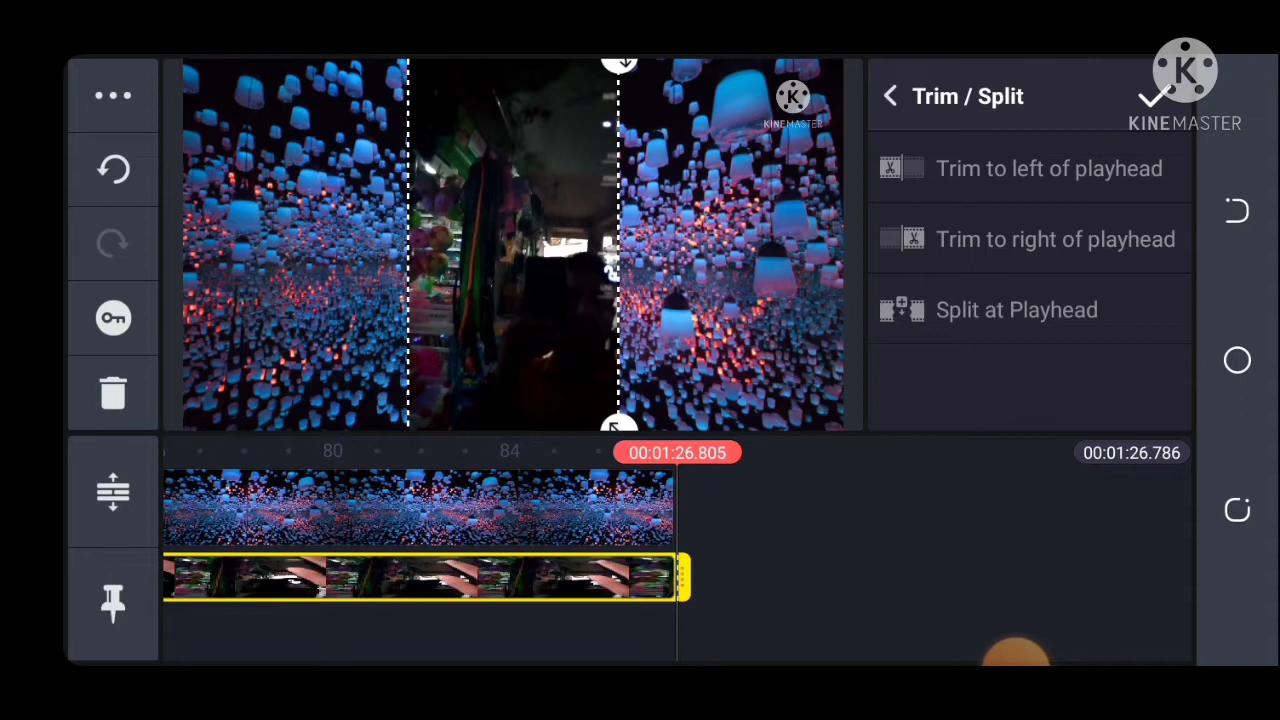 Trim / Split
K
KINEMASTER
K
KINEMASTER
Trim to left of playhead
Trim to right of playhead
Split at Playhead
80
84
00:01:26.805
00:01:26.786